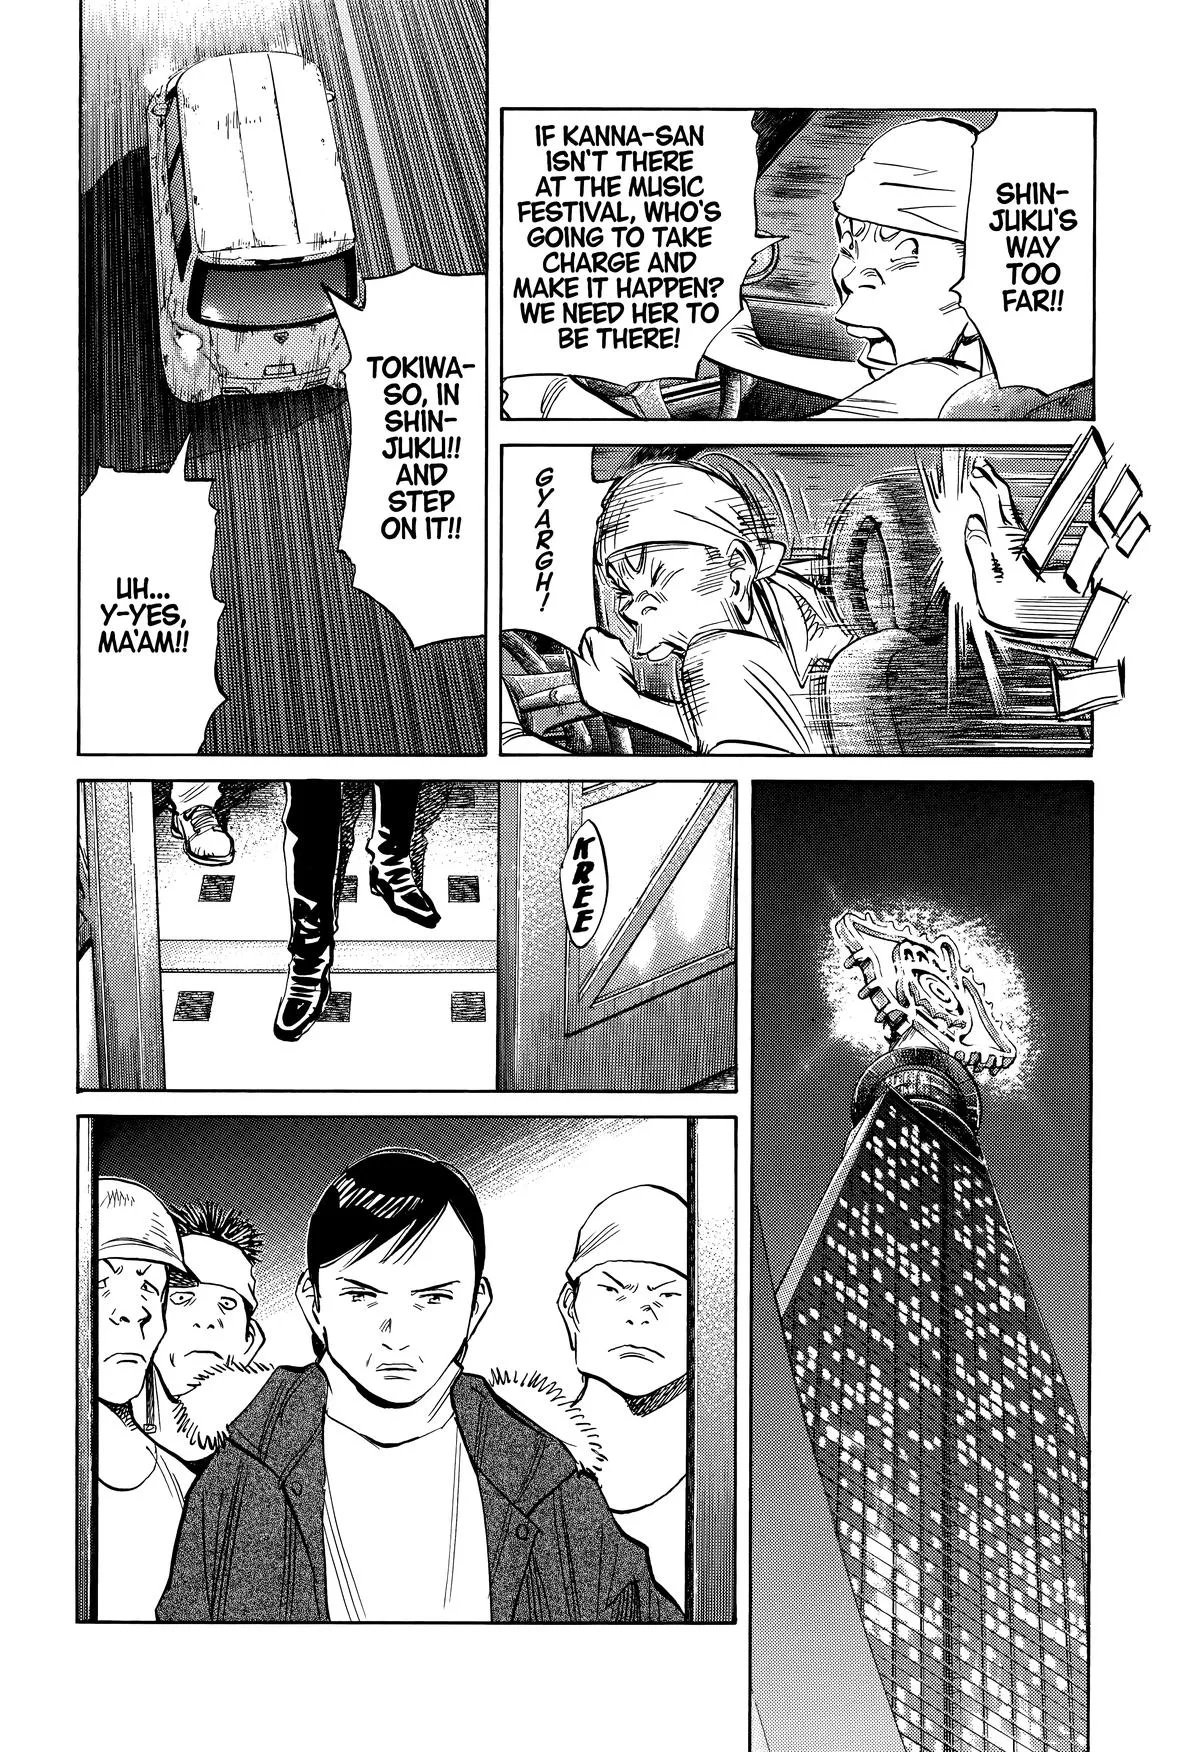 SHIN-
JUKU'S
WAY
TOO
FAR!!
IF KANNA-SAN
ISN'T THERE
AT THE MUSIC
FESTIVAL, WHO'S
GOING TO TAKE
CHARGE AND
MAKE IT HAPPEN?
WE NEED HER TO
BE THERE!
GYARGH!
TOKIWA-
SO, IN
SHIN-
JUKU!!
AND
STEP
ON IT!!
UH...
Y-YES,
MA'AM!!
KREE